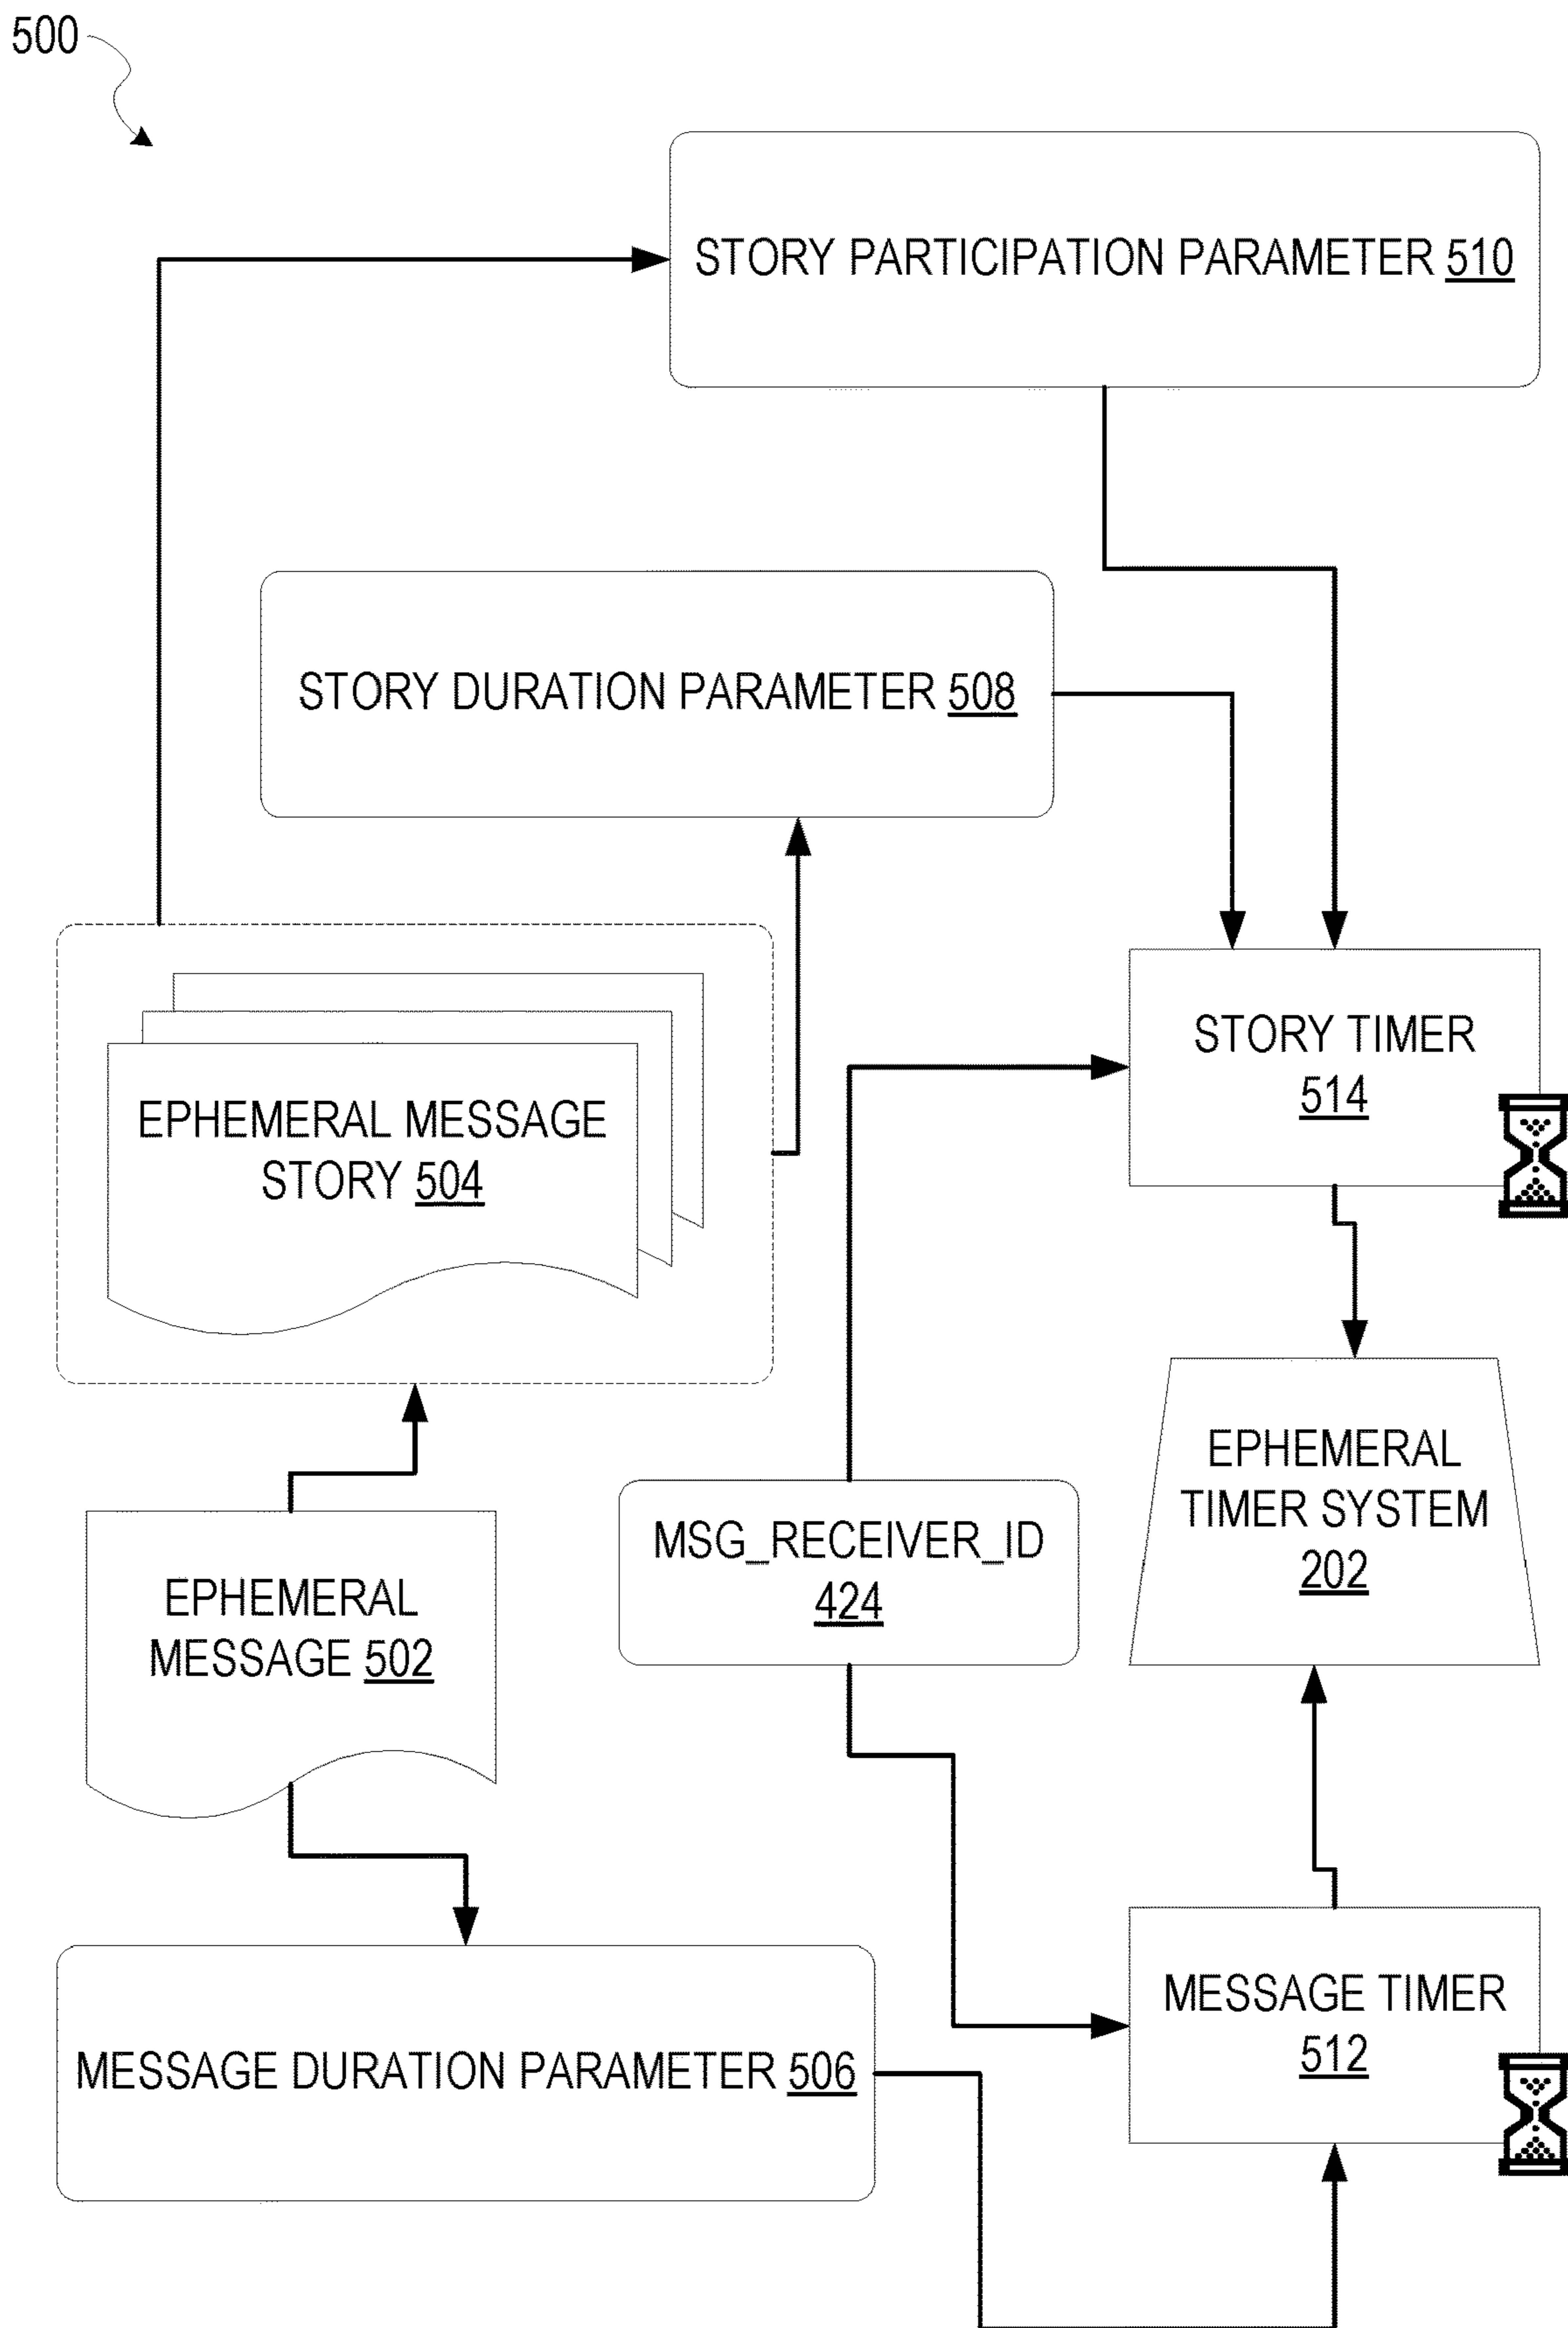 500
STORY PARTICIPATION PARAMETER 510
STORY DURATION PARAMETER 508
EPHEMERAL MESSAGE
STORY 504
STORY TIMER
514
EPHEMERAL
TIMER SYSTEM
202
MSG_RECEIVER_ID
424
EPHEMERAL
MESSAGE 502
MESSAGE TIMER
512
MESSAGE DURATION PARAMETER 506